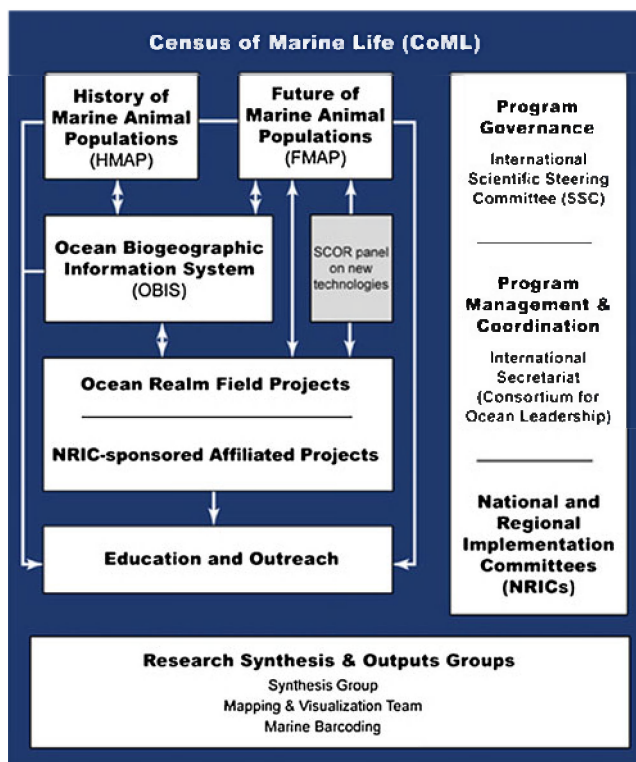 Census of Marine Life (CoML)
History of
Marine Animal
Populations
(HMAP)
Future of
Marine Animal
Populations
(FMAP)
Ocean Biogeographic
Information System
(OBIS)
SCOR panel
on new
technologies
Ocean Realm Field Projects
NRIC-sponsored Affiliated Projects
Education and Outreach
Program
Governance
International
Scientific Steering
Committee (SSC)
Program
Management &
Coordination
International
Secretariat
(Consortium for
Ocean Leadership)
National and
Regional
Implementation
Committees
(NRICs)
Research Synthesis & Outputs Groups
Synthesis Group
Mapping & Visualization Team
Marine Barcoding